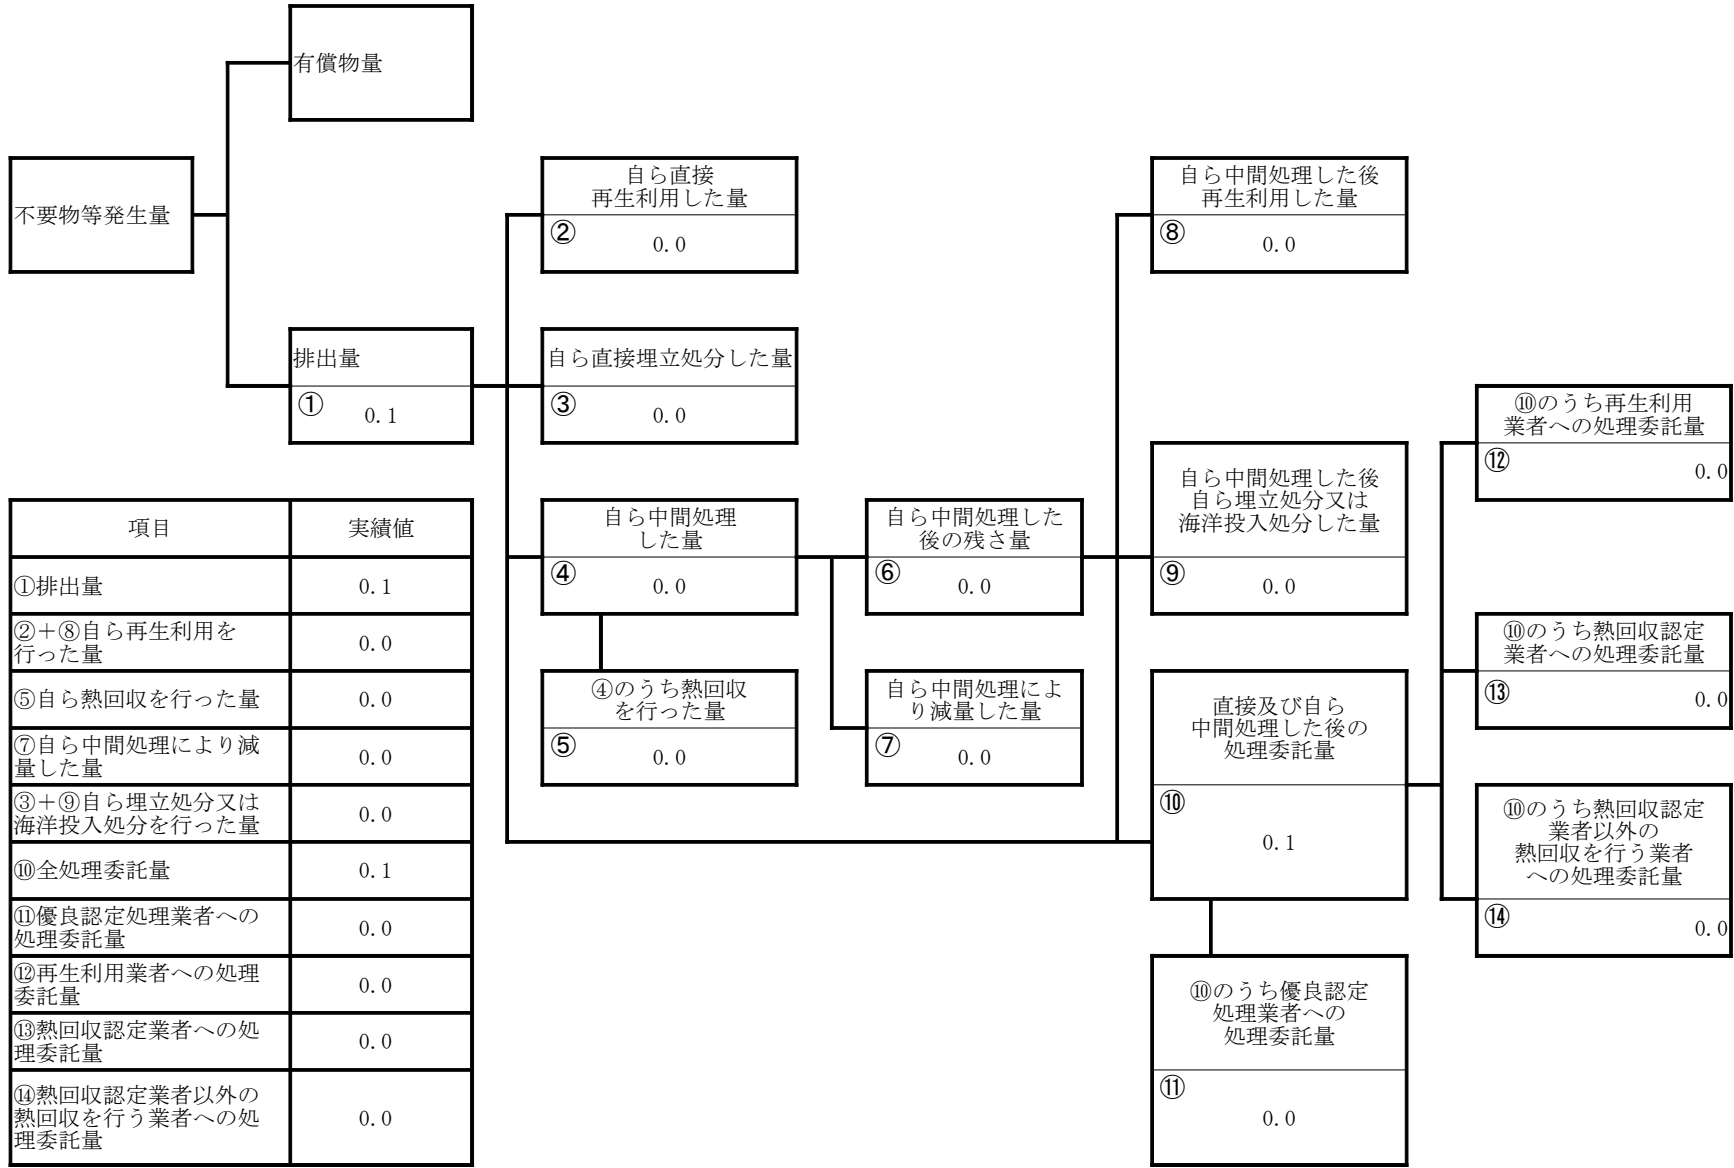 有償物量
不要物等発生量
自ら直接
再生利用した量
②
0.0
自ら中間処理した後
再生利用した量
⑧
0.0
排出量
①
0.1
自ら直接埋立処分した量
③
0.0
⑩のうち再生利用
業者への処理委託量
⑫
0.0
自ら中間処理
した量
④
0.0
自ら中間処理した
後の残さ量
⑥
0.0
自ら中間処理した後
自ら埋立処分又は
海洋投入処分した量
⑨
0.0
⑩のうち熱回収認定
業者への処理委託量
⑬
0.0
④のうち熱回収
を行った量
⑤
0.0
自ら中間処理によ
り減量した量
⑦
0.0
直接及び自ら
中間処理した後の
処理委託量
⑩
0.1
⑩のうち熱回収認定
業者以外の
熱回収を行う業者
への処理委託量
⑭
0.0
⑩のうち優良認定
処理業者への
処理委託量
⑪
0.0
項目 実績値
①排出量 0.1
②+⑧自ら再生利用を
行った量 0.0
⑤自ら熱回収を行った量 0.0
⑦自ら中間処理により減
量した量 0.0
③+⑨自ら埋立処分又は
海洋投入処分を行った量 0.0
⑩全処理委託量 0.1
⑪優良認定処理業者への
処理委託量 0.0
⑫再生利用業者への処理
委託量 0.0
⑬熱回収認定業者への処
理委託量 0.0
⑭熱回収認定業者以外の
熱回収を行う業者への処
理委託量 0.0